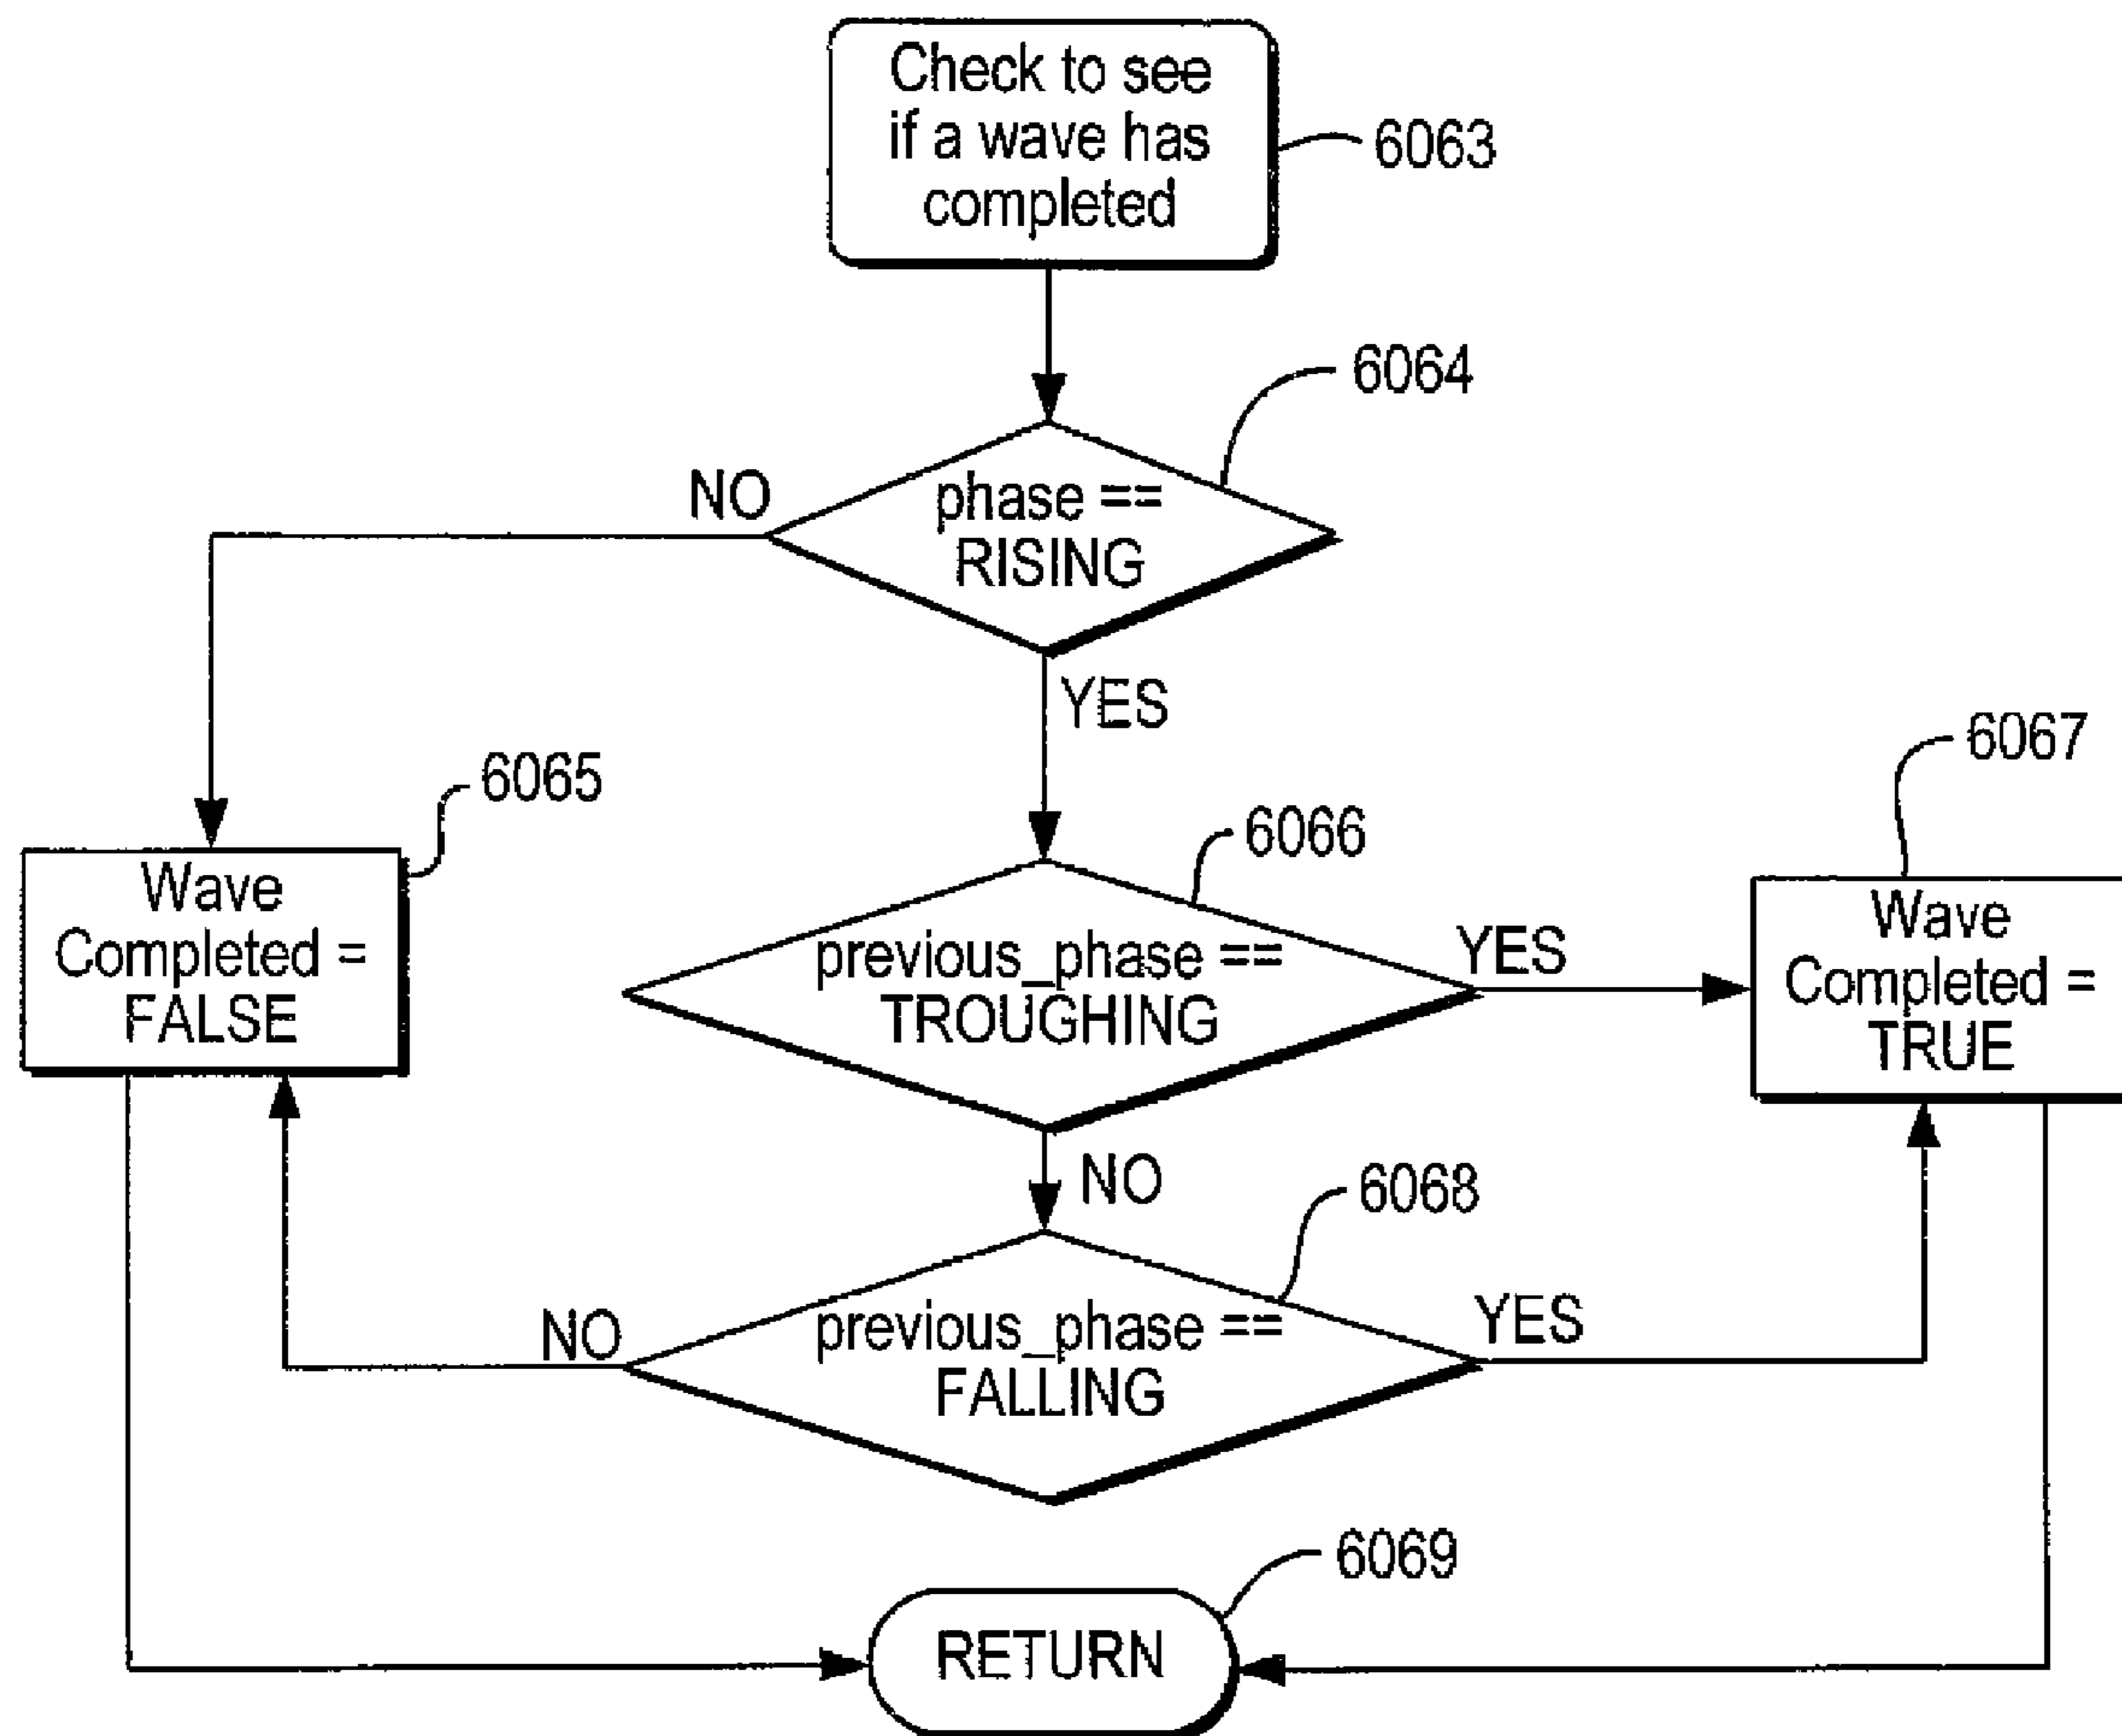 Check to see
if a wave has
completed
6063
6064
phase ==
RISING
NO
YES
6065
Wave
Completed =
FALSE
6066
previous_phase ==
TROUGHING
YES
6067
Wave
Completed =
TRUE
NO
6068
previous_phase ==
FALLING
NO
YES
6069
RETURN